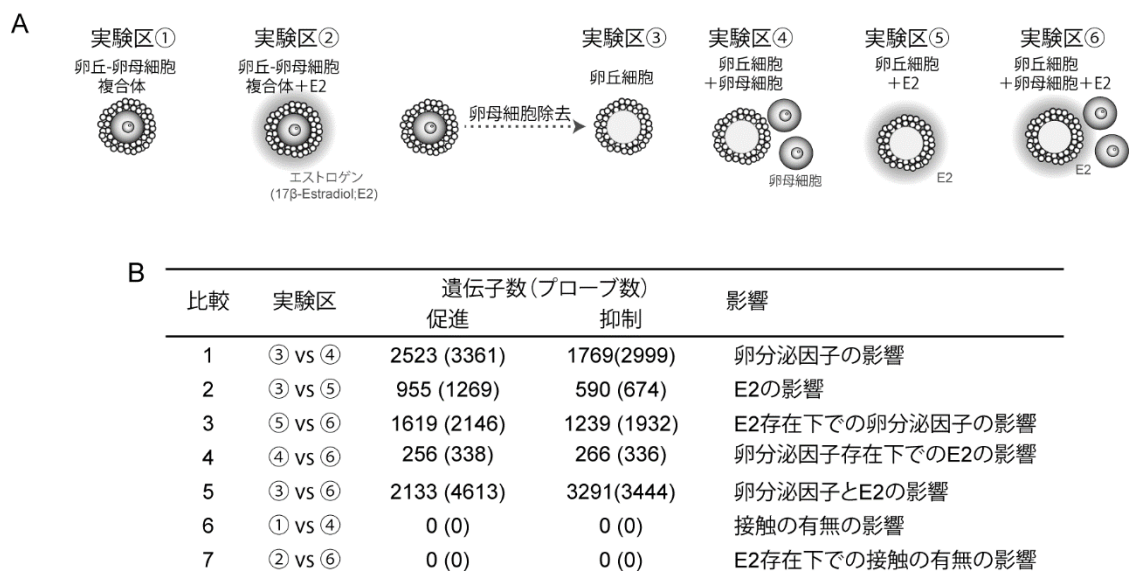 A
実験区①
卵丘-卵母細胞
複合体
実験区②
卵丘-卵母細胞
複合体+E2
エストロゲン
(17β-Estradiol;E2)
卵母細胞除去
実験区③
卵丘細胞
実験区④
卵丘細胞
+卵母細胞
卵母細胞
実験区⑤
卵丘細胞
+E2
E2
実験区⑥
卵丘細胞
+卵母細胞+E2
E2
B
比較 実験区 遺伝子数(プローブ数) 影響
促進 抑制
1 ③ vs ④ 2523 (3361) 1769(2999) 卵分泌因子の影響
2 ③ vs ⑤ 955 (1269) 590 (674) E2の影響
3 ⑤ vs ⑥ 1619 (2146) 1239 (1932) E2存在下での卵分泌因子の影響
4 ④ vs ⑥ 256 (338) 266 (336) 卵分泌因子存在下でのE2の影響
5 ③ vs ⑥ 2133 (4613) 3291(3444) 卵分泌因子とE2の影響
6 ① vs ④ 0 (0) 0 (0) 接触の有無の影響
7 ② vs ⑥ 0 (0) 0 (0) E2存在下での接触の有無の影響